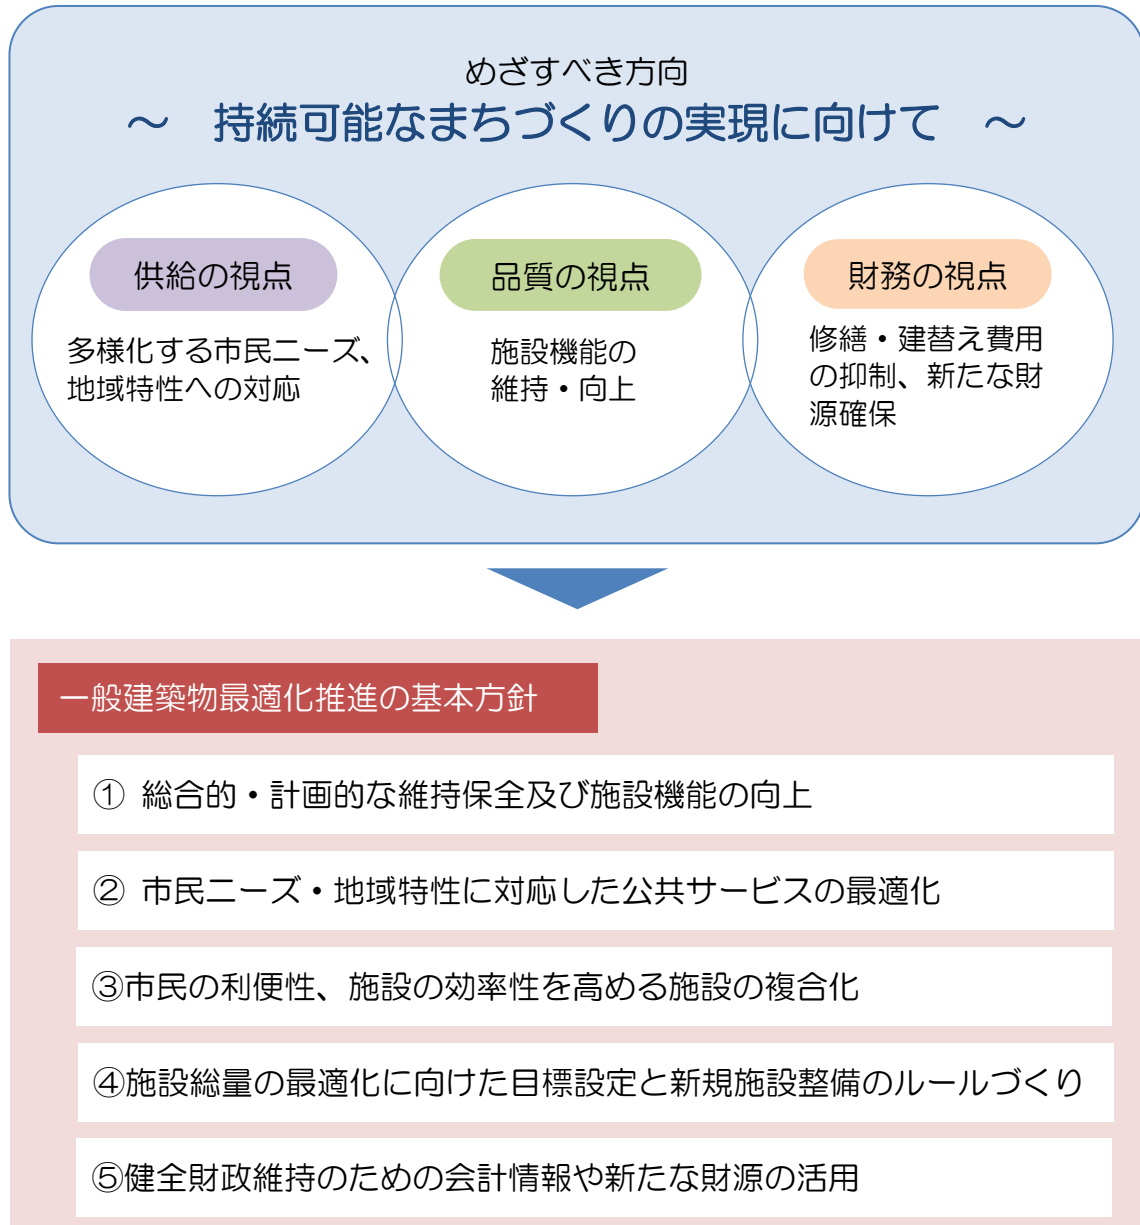 めざすべき方向
～ 持続可能なまちづくりの実現に向けて ～
供給の視点
多様化する市民ニーズ、
地域特性への対応
品質の視点
施設機能の
維持・向上
財務の視点
修繕・建替え費用
の抑制、新たな財
源確保
一般建築物最適化推進の基本方針
① 総合的・計画的な維持保全及び施設機能の向上
② 市民ニーズ・地域特性に対応した公共サービスの最適化
③市民の利便性、施設の効率性を高める施設の複合化
④施設総量の最適化に向けた目標設定と新規施設整備のルールづくり
⑤健全財政維持のための会計情報や新たな財源の活用